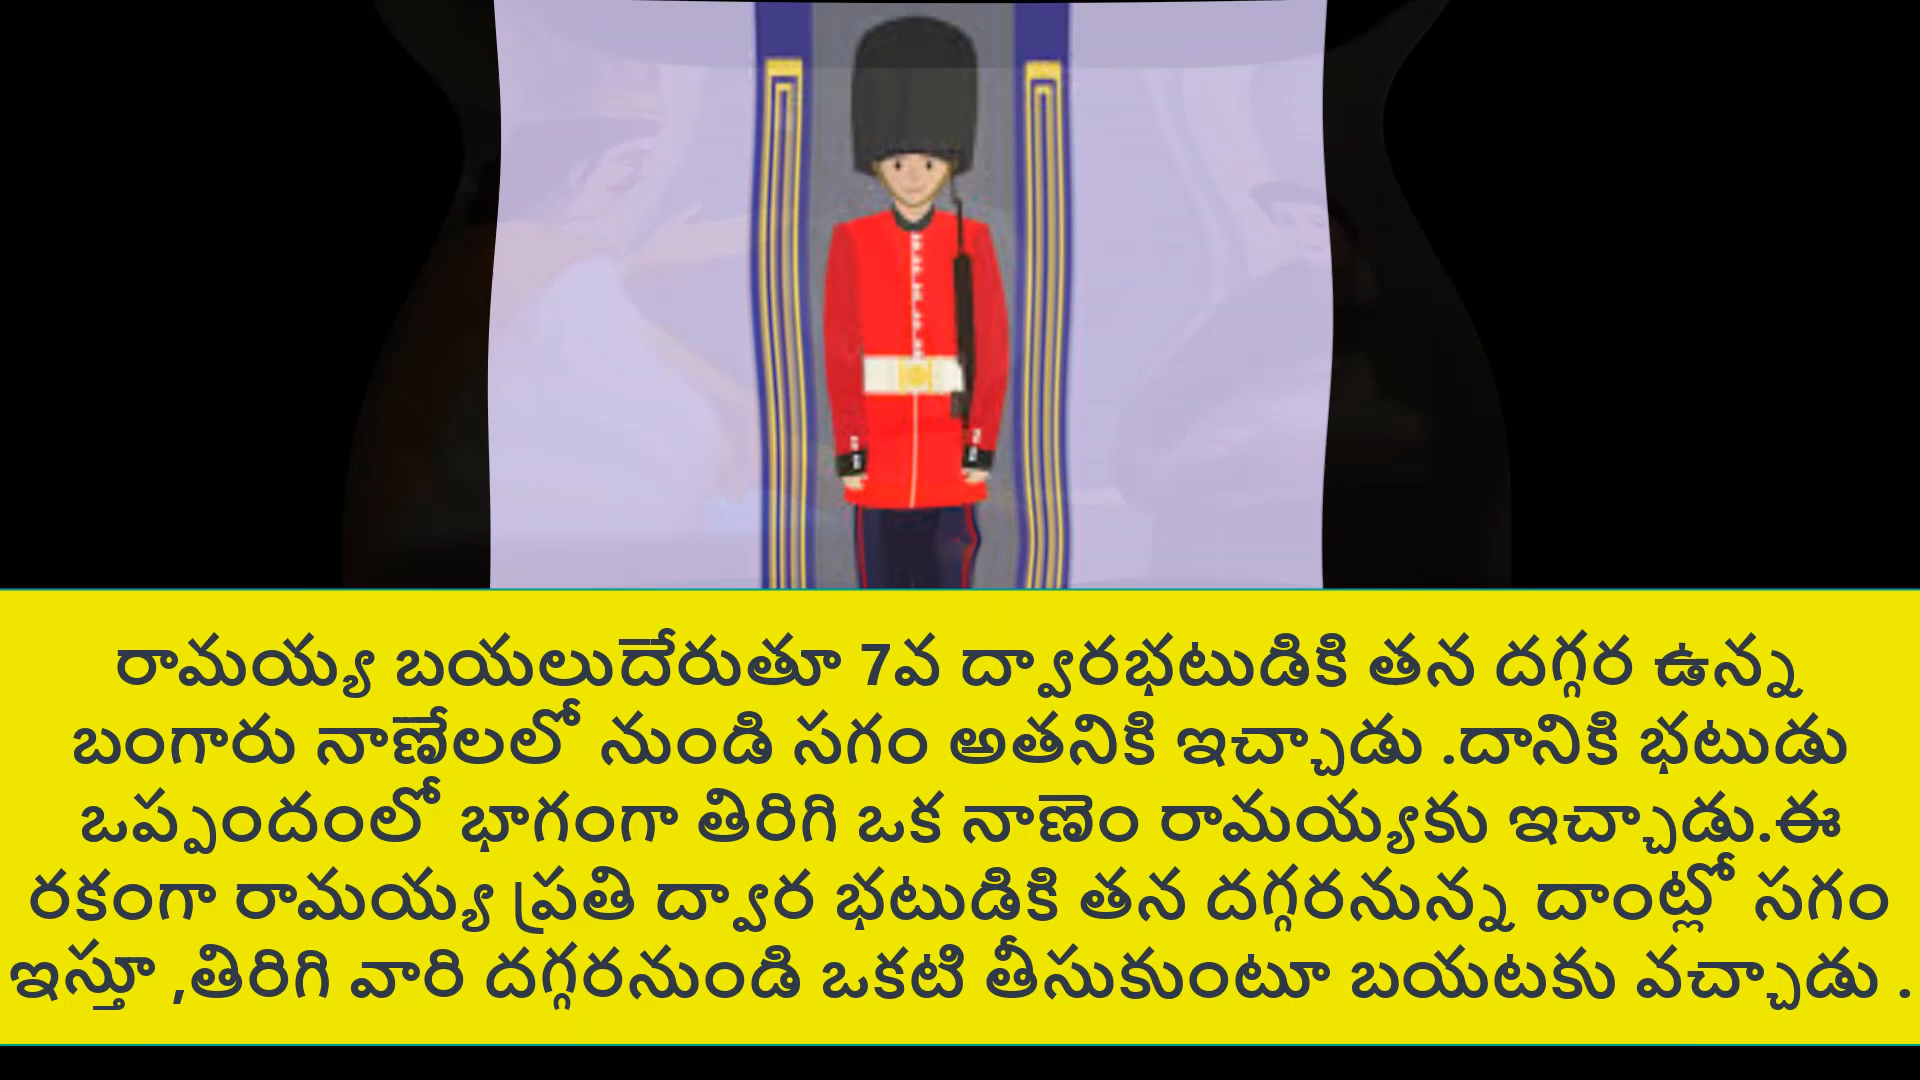 రామయ్య బయలుదేరుతూ 7వ ద్వారభటుడికి తన దగ్గర ఉన్న
బంగారు నాణేలలో నుండి సగం అతనికి ఇచ్చాడు .దానికి భటుడు
ఒప్పందంలో భాగంగా తిరిగి ఒక నాణెం రామయ్యకు ఇచ్చాడు.ఈ
రకంగా రామయ్య ప్రతి ద్వార భటుడికి తన దగ్గరనున్న దాంట్లో సగం
ఇస్తూ ,తిరిగి వారి దగ్గరనుండి ఒకటి తీసుకుంటూ బయటకు వచ్చాడు .